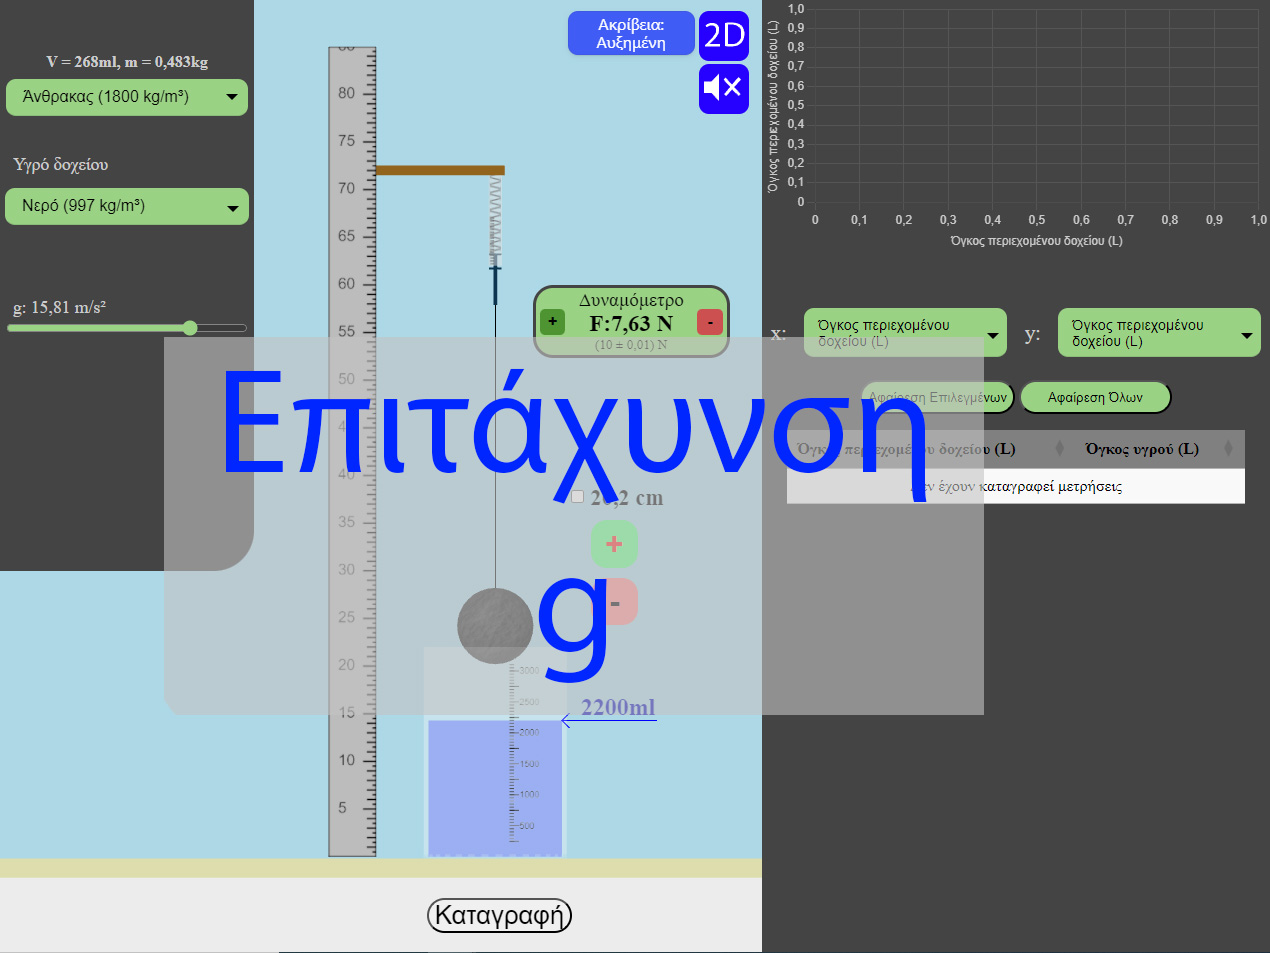 V = 268ml, m = 0,483kg
Άνθρακας (1800 kg/m³)
Υγρό δοχείου
Νερό (997 kg/m³)
g: 15,81 m/s²
80
75
70
65
60
55
50
40
35
30
25
20
15
10
5
Ακρίβεια:
Αυξημένη
2D
Δυναμόμετρο
+
F:7,63 N
-
(10 ± 0,01) N
Επιτάχυνση
g
cm
+
-
3000
2500
2200ml
2000
1500
1000
500
Καταγραφή
Όγκος περιεχομένου δοχείου (L)
1,0
0,9
0,8
0,7
0,6
0,5
0,4
0,3
0,2
0,1
0
0 0,1 0,2 0,3 0,4 0,5 0,6 0,7 0,8 0,9 1,0
Όγκος περιεχομένου δοχείου (L)
x:
Όγκος περιεχομένου
δοχείου (L)
y:
Όγκος περιεχομένου
δοχείου (L)
Αφαίρεση Επιλεγμένων
Αφαίρεση Όλων
Όγκος περιεχομένου δοχείου (L)
Όγκος υγρού (L)
έχουν καταγραφεί μετρήσεις